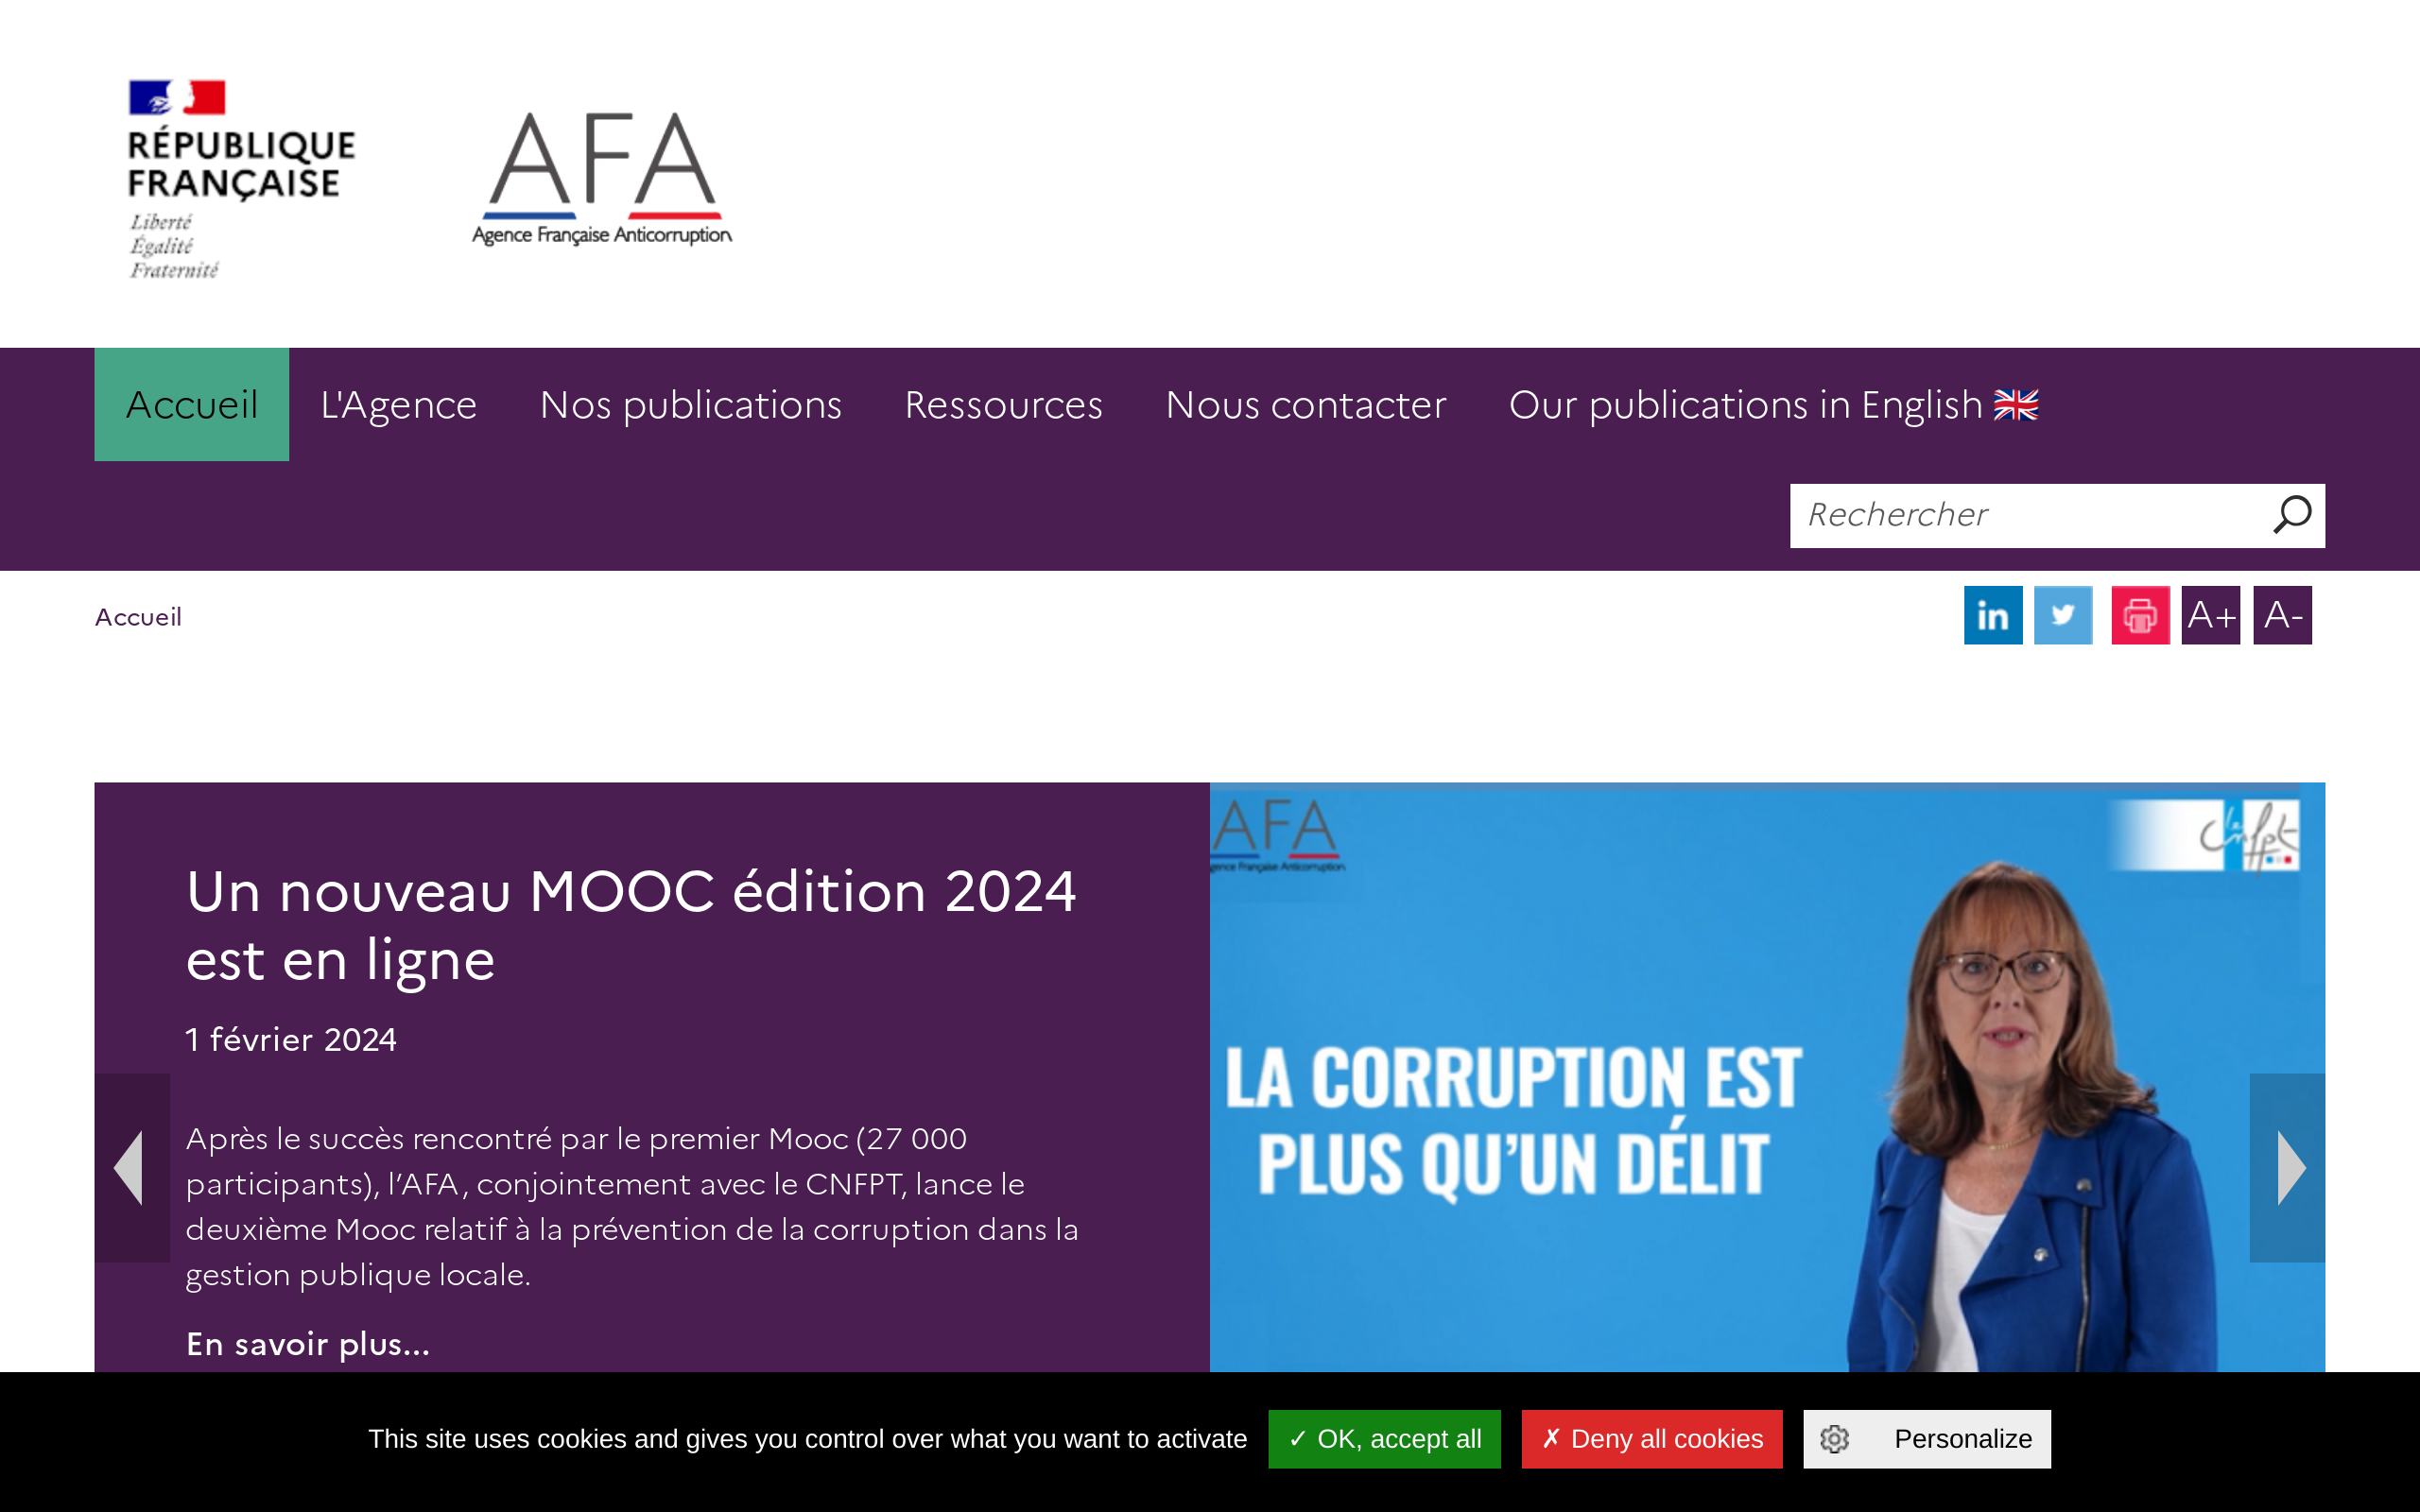 RÉPUBLIQUE
FRANÇAISE
Liberté
Égalité
Fraternité
AFA
Agence Française Anticorruption
Accueil
L'Agence
Nos publications
Ressources
Nous contacter
Our publications in English 🇬🇧
Rechercher
Accueil
in
A+
A-
Un nouveau MOOC édition 2024
est en ligne
1 février 2024
Après le succès rencontré par le premier Mooc (27 000
participants), l’AFA, conjointement avec le CNFPT, lance le
deuxième Mooc relatif à la prévention de la corruption dans la
gestion publique locale.
En savoir plus...
AFA
gence Française Anticorruption
le cnfpt
LA CORRUPTION EST
PLUS QU’UN DÉLIT
This site uses cookies and gives you control over what you want to activate
✓ OK, accept all
✗ Deny all cookies
Personalize